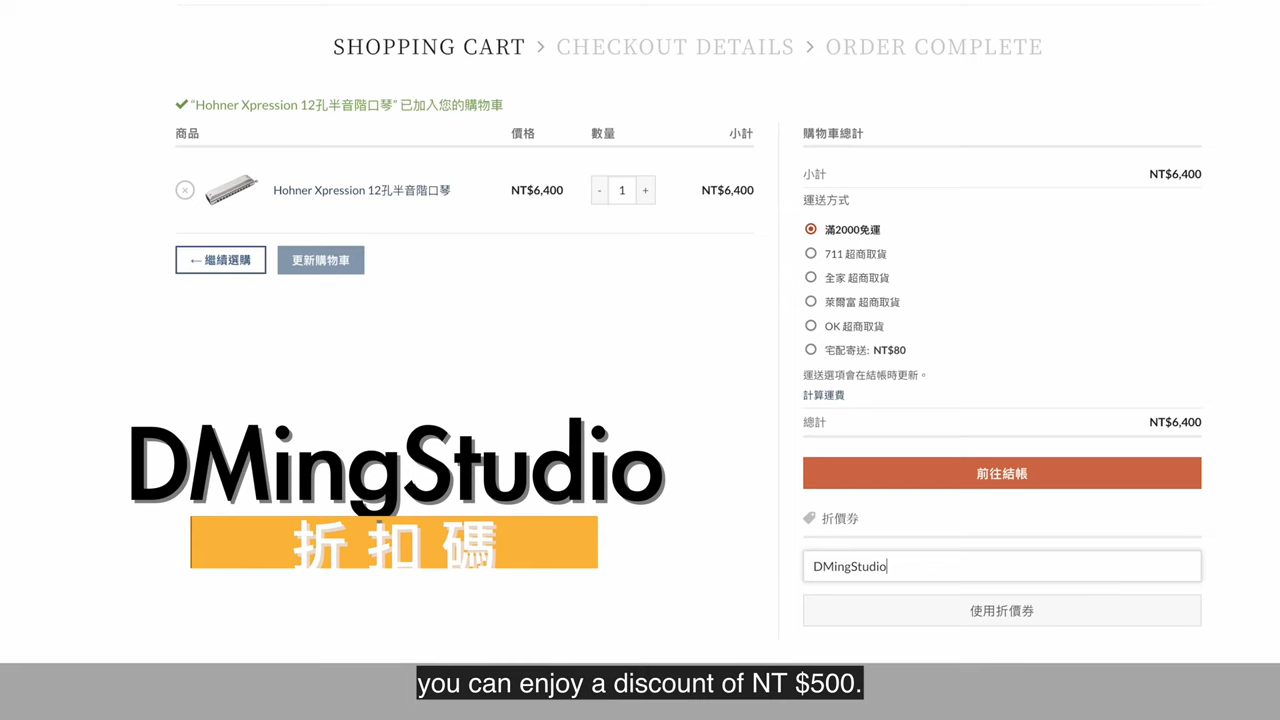 SHOPPING CART > CHECKOUT DETAILS > ORDER COMPLETE
“Hohner Xpression 12孔半音階口琴” 已加入您的購物車
商品 價格 數量 小計
× Hohner Xpression 12孔半音階口琴 NT$6,400 - 1 + NT$6,400
← 繼續選購 更新購物車
購物車總計
小計 NT$6,400
運送方式
滿2000免運
711 超商取貨
全家 超商取貨
萊爾富 超商取貨
OK 超商取貨
宅配寄送: NT$80
運送選項會在結帳時更新。
計算運費
總計 NT$6,400
前往結帳
折價券
DMingStudio
使用折價券
DMingStudio
折扣碼
you can enjoy a discount of NT $500.